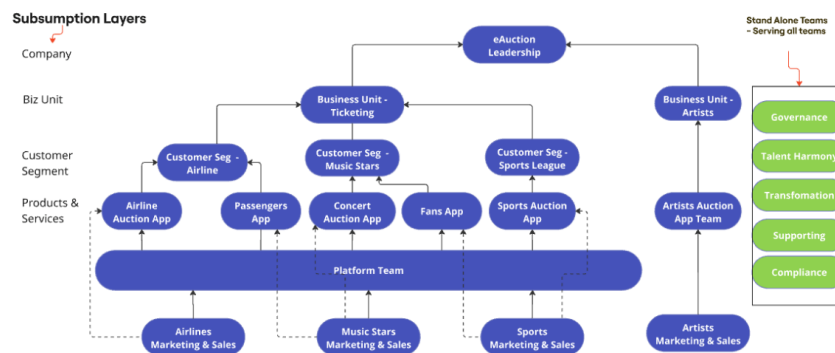 Subsumption Layers
Stand Alone Teams
- Serving all teams
Company
eAuction
Leadership
Biz Unit
Business Unit -
Ticketing
Business Unit -
Artists
Governance
Customer
Segment
Customer Seg -
Airline
Customer Seg -
Music Stars
Customer Seg -
Sports League
Talent Harmony
Products &
Services
Airline
Auction App
Passengers
App
Concert
Auction App
Fans App
Sports Auction
App
Artists Auction
App Team
Transfomation
Supporting
Platform Team
Compliance
Airlines
Marketing & Sales
Music Stars
Marketing & Sales
Sports
Marketing & Sales
Artists
Marketing & Sales